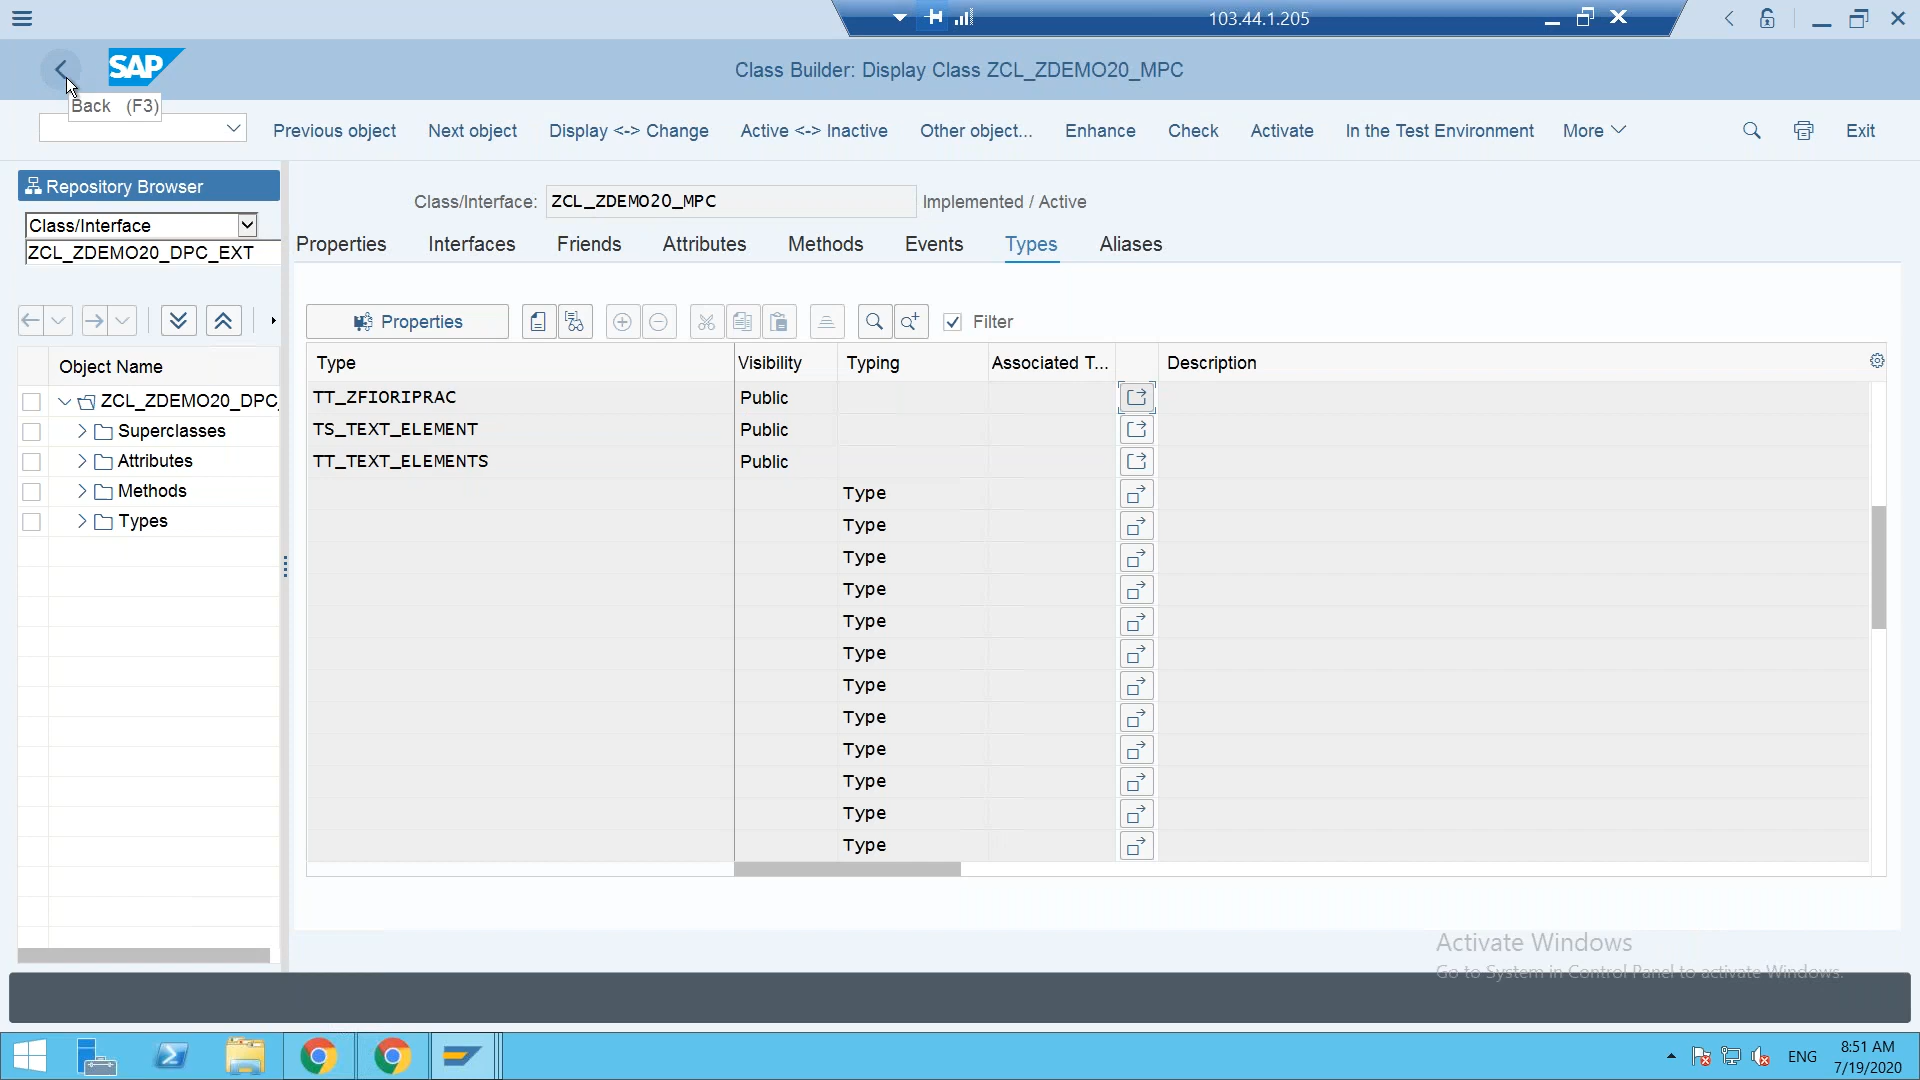 103.44.1.205
SAP
Class Builder: Display Class ZCL_ZDEMO20_MPC
Back (F3)
Previous object Next object Display <-> Change Active <-> Inactive Other object... Enhance Check Activate In the Test Environment More Exit
Repository Browser
Class/Interface
ZCL_ZDEMO20_DPC_EXT
Object Name
ZCL_ZDEMO20_DPC_
Superclasses
Attributes
Methods
Types
Class/Interface: ZCL_ZDEMO20_MPC Implemented / Active
Properties Interfaces Friends Attributes Methods Events Types Aliases
Properties Filter
Type Visibility Typing Associated T... Description
TT_ZFIORIPRAC Public
TS_TEXT_ELEMENT Public
TT_TEXT_ELEMENTS Public
Type
Type
Type
Type
Type
Type
Type
Type
Type
Type
Type
Type
Activate Windows
Go to System in Control Panel to activate Windows.
ENG
8:51 AM
7/19/2020